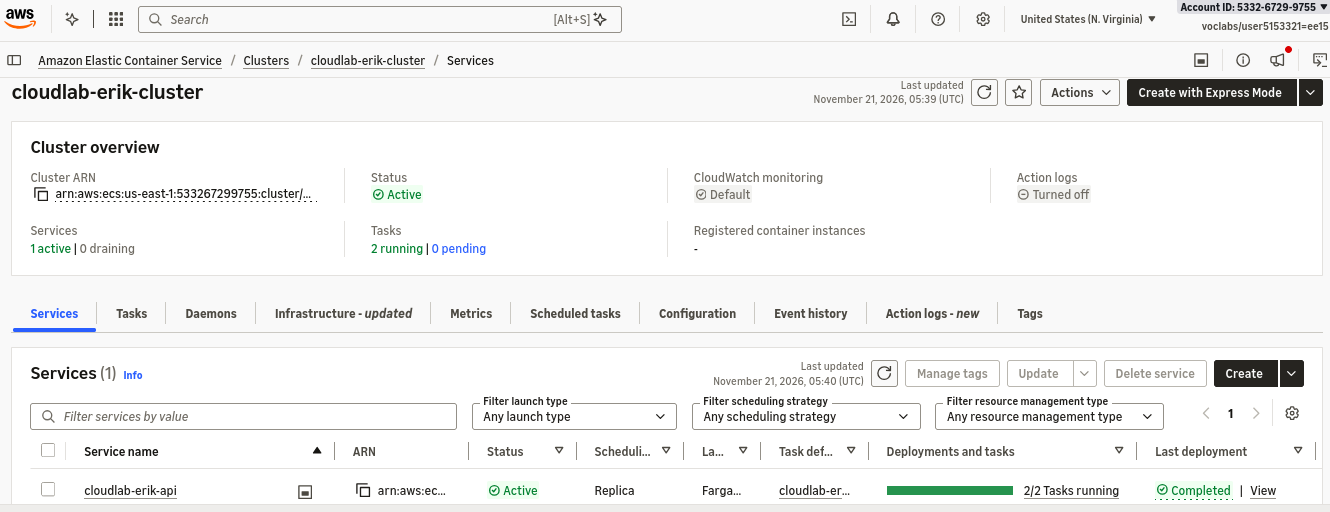 aws Search [Alt+S] United States (N. Virginia) Account ID: 5332-6729-9755
voclabs/user5153321=ee15
Amazon Elastic Container Service / Clusters / cloudlab-erik-cluster / Services
cloudlab-erik-cluster
Last updated
November 21, 2026, 05:39 (UTC)
Actions Create with Express Mode
Cluster overview
Cluster ARN
arn:aws:ecs:us-east-1:533267299755:cluster/...
Status
Active
CloudWatch monitoring
Default
Action logs
Turned off
Services
1 active | 0 draining
Tasks
2 running | 0 pending
Registered container instances
-
Services Tasks Daemons Infrastructure - updated Metrics Scheduled tasks Configuration Event history Action logs - new Tags
Services (1) Info
Last updated
November 21, 2026, 05:40 (UTC)
Manage tags Update Delete service Create
Filter services by value
Filter launch type
Any launch type
Filter scheduling strategy
Any scheduling strategy
Filter resource management type
Any resource management type
1
Service name ARN Status Scheduli... La... Task def... Deployments and tasks Last deployment
cloudlab-erik-api arn:aws:ec... Active Replica Farga... cloudlab-er... 2/2 Tasks running Completed | View